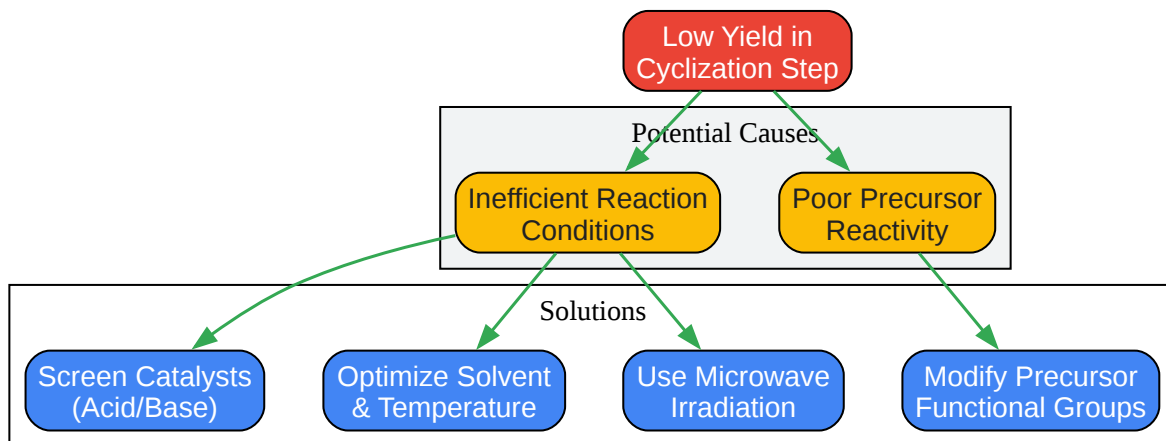 Low Yield in
Cyclization Step
Potential Causes
Inefficient Reaction
Conditions
Poor Precursor
Reactivity
Solutions
Screen Catalysts
(Acid/Base)
Optimize Solvent
& Temperature
Use Microwave
Irradiation
Modify Precursor
Functional Groups